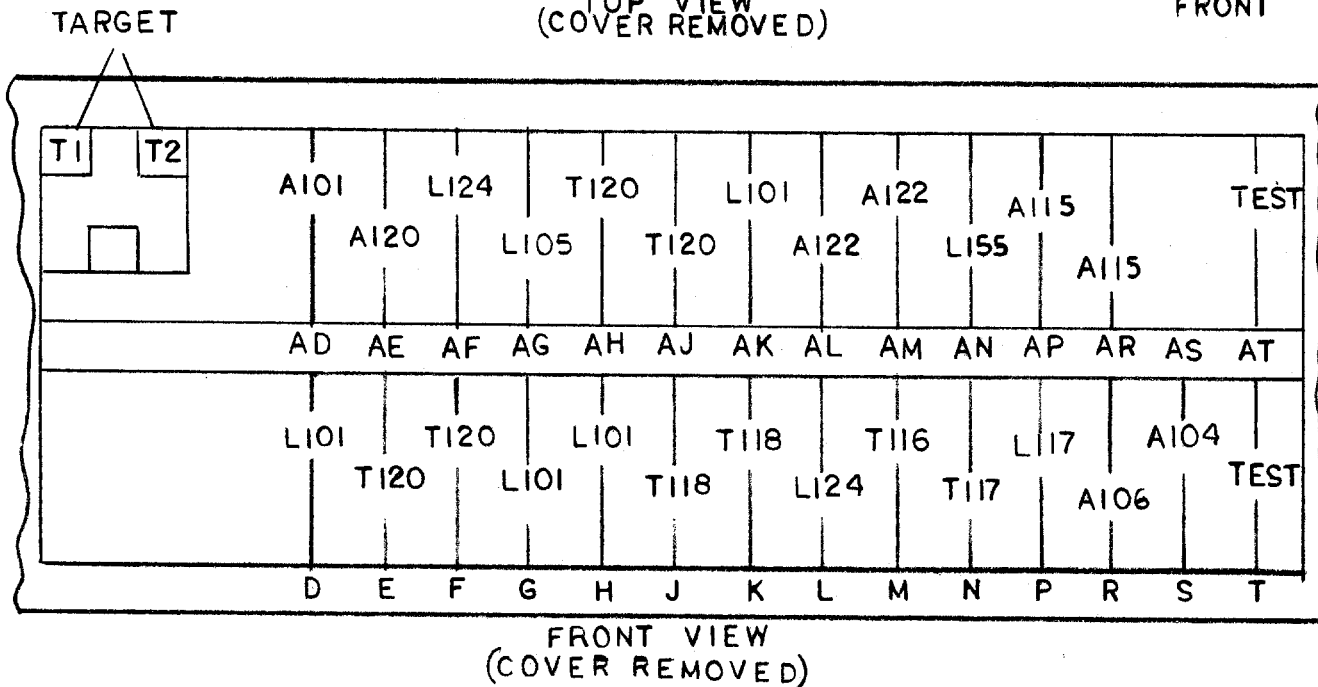 TOP VIEW
(COVER REMOVED)
FRONT
TARGET
T1 T2
A101 L124 T120 L101 A122 A115 TEST
A120 L105 T120 A122 L155 A115
AD AE AF AG AH AJ AK AL AM AN AP AR AS AT
L101 T120 L101 T118 T116 L117 A104
T120 L101 T118 L124 T117 A106 TEST
D E F G H J K L M N P R S T
FRONT VIEW
(COVER REMOVED)